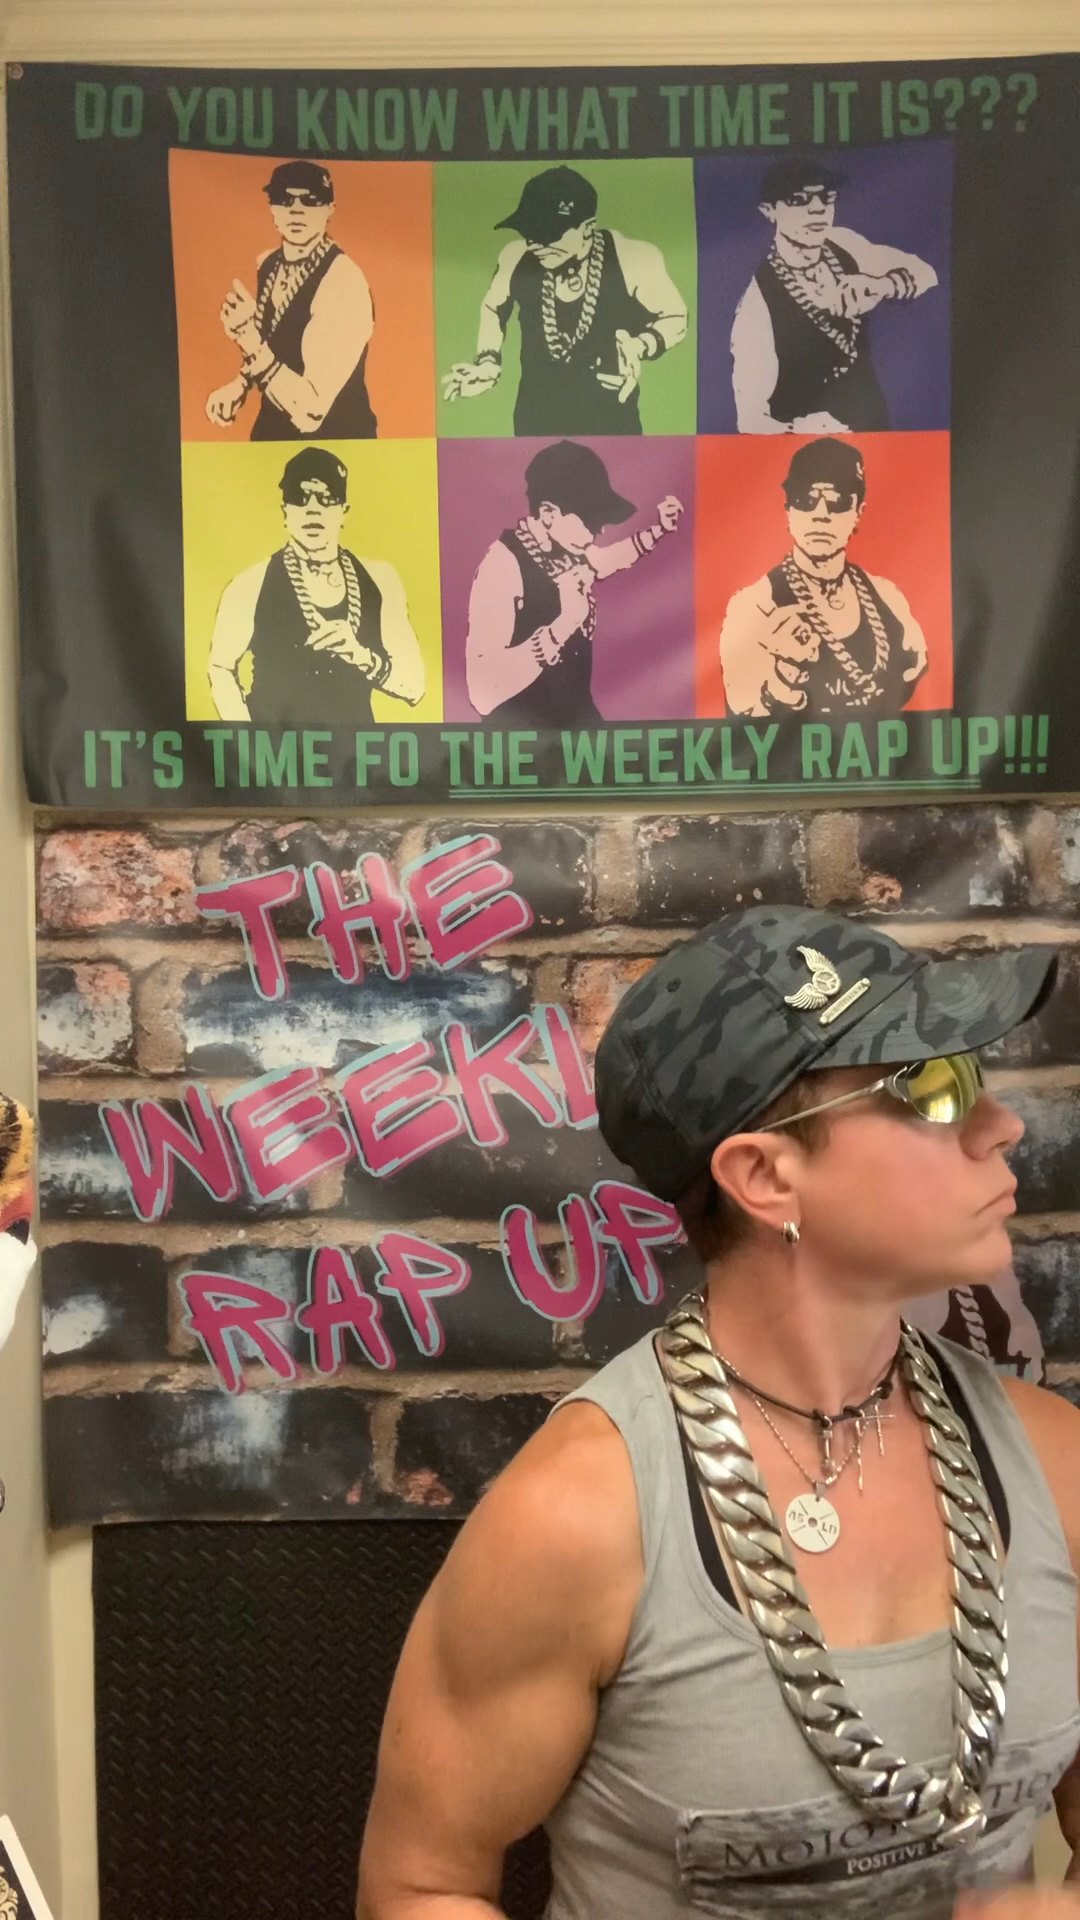 DO YOU KNOW WHAT TIME IT IS???
IT'S TIME FO THE WEEKLY RAP UP!!!
THE
WEEKL
RAP UP
POSITIVE